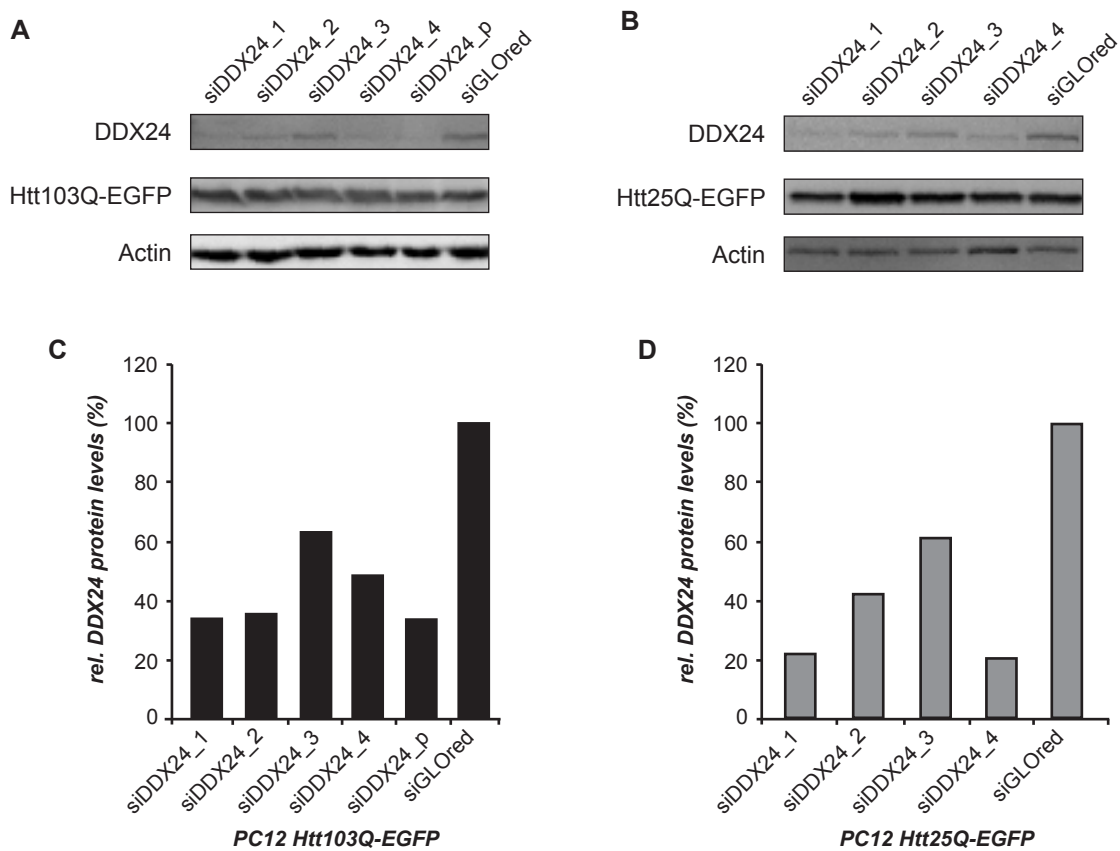 A
siDDX24_1
siDDX24_2
siDDX24_3
siDDX24_4
siDDX24_p
siGLOred
DDX24
Htt103Q-EGFP
Actin
B
siDDX24_1
siDDX24_2
siDDX24_3
siDDX24_4
siGLOred
DDX24
Htt25Q-EGFP
Actin
C
rel. DDX24 protein levels (%)
120
100
80
60
40
20
0
siDDX24_1
siDDX24_2
siDDX24_3
siDDX24_4
siDDX24_p
siGLOred
PC12 Htt103Q-EGFP
D
rel. DDX24 protein levels (%)
120
100
80
60
40
20
0
siDDX24_1
siDDX24_2
siDDX24_3
siDDX24_4
siGLOred
PC12 Htt25Q-EGFP